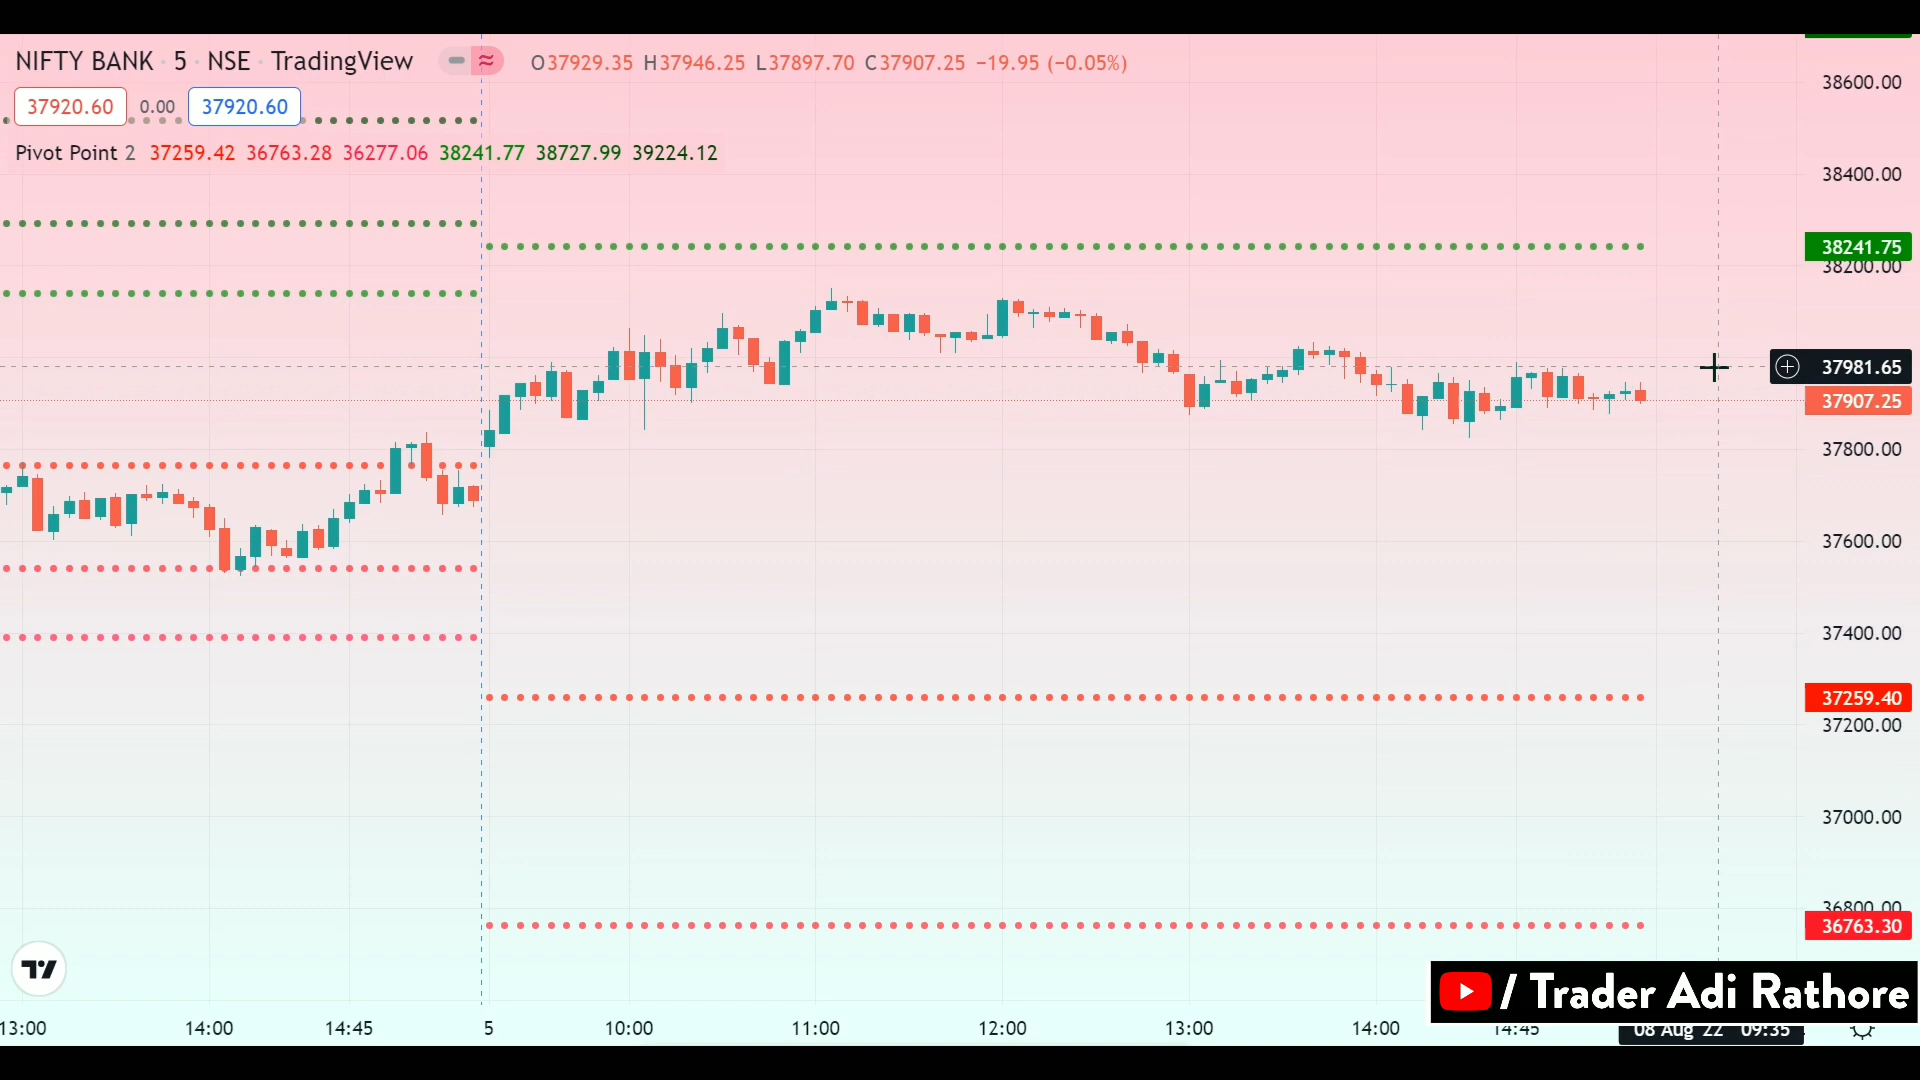 NIFTY BANK · 5 · NSE · TradingView
O37929.35 H37946.25 L37897.70 C37907.25 −19.95 (−0.05%)
37920.60 0.00 37920.60
Pivot Point 2 37259.42 36763.28 36277.06 38241.77 38727.99 39224.12
38600.00
38400.00
38241.75
38200.00
37981.65
37907.25
37800.00
37600.00
37400.00
37259.40
37200.00
37000.00
36800.00
36763.30
/ Trader Adi Rathore
13:00 14:00 14:45 5 10:00 11:00 12:00 13:00 14:00 14:45
08 Aug '22 09:35